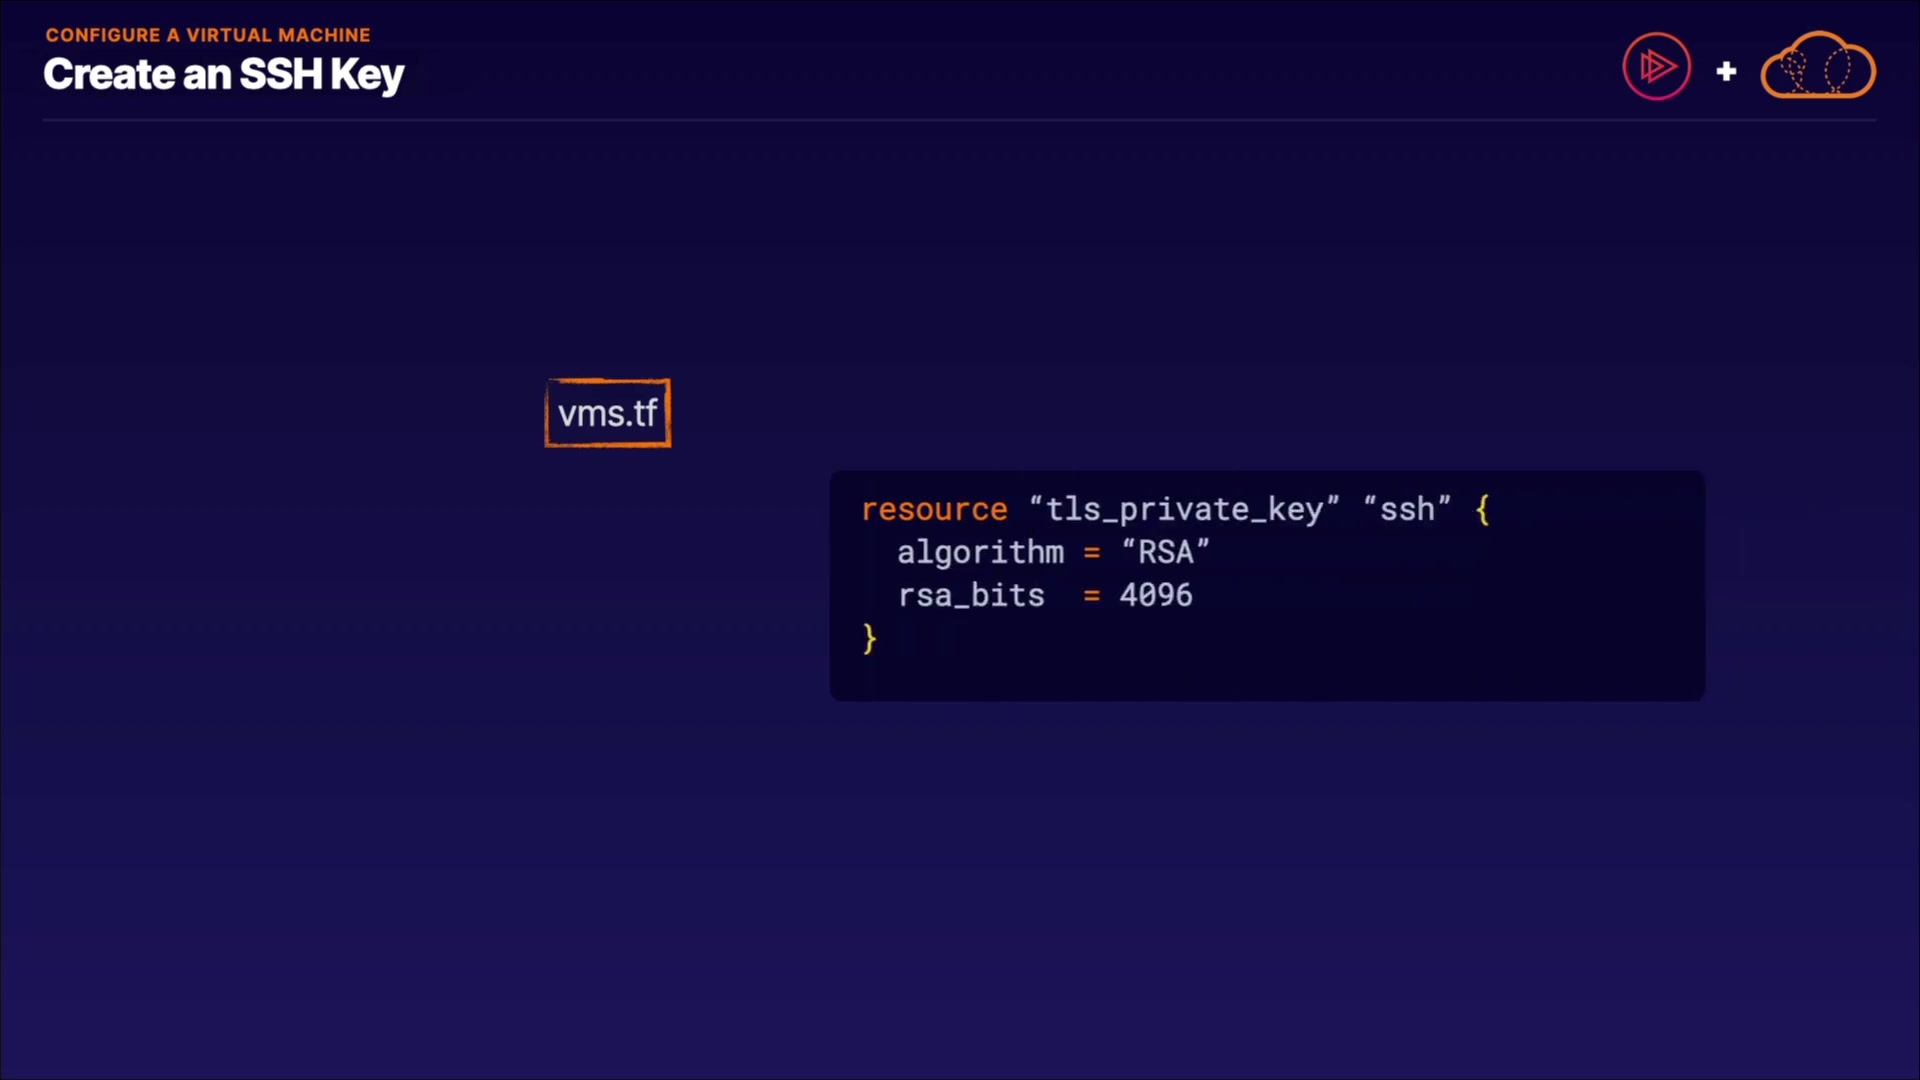 CONFIGURE A VIRTUAL MACHINE
Create an SSH Key
vms.tf
resource “tls_private_key” “ssh” {
  algorithm = “RSA”
  rsa_bits  = 4096
}